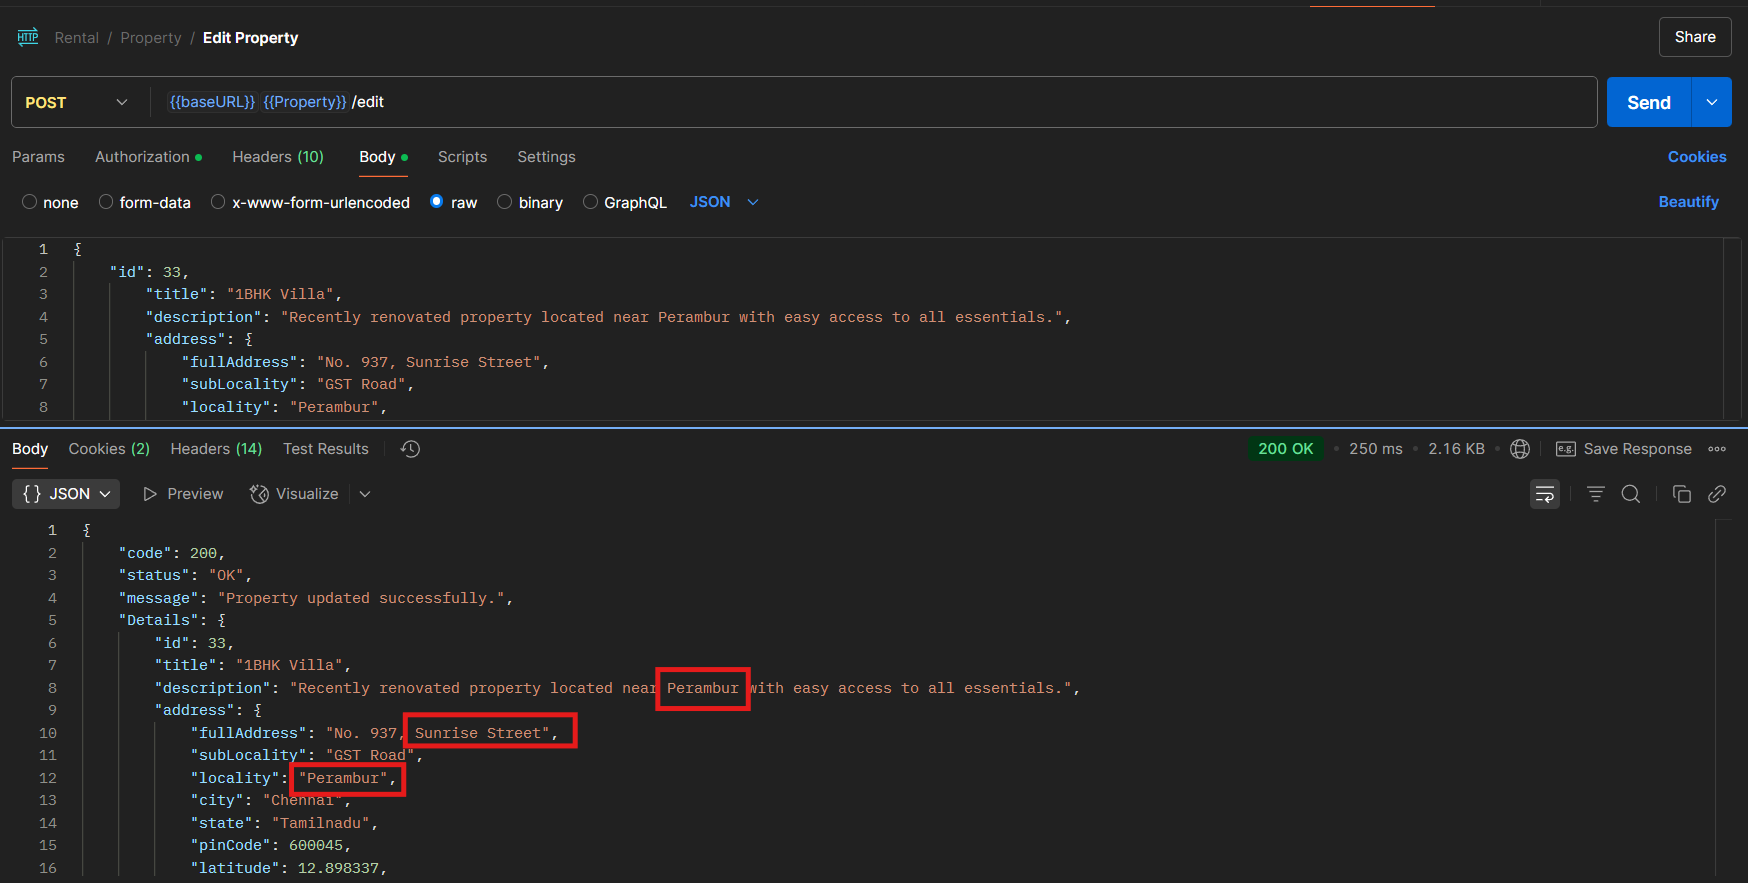 HTTP Rental / Property / Edit Property Share
POST {{baseURL}} {{Property}} /edit Send
Params Authorization Headers (10) Body Scripts Settings Cookies
none form-data x-www-form-urlencoded raw binary GraphQL JSON Beautify
1 {
2 "id": 33,
3 "title": "1BHK Villa",
4 "description": "Recently renovated property located near Perambur with easy access to all essentials.",
5 "address": {
6 "fullAddress": "No. 937, Sunrise Street",
7 "subLocality": "GST Road",
8 "locality": "Perambur",
Body Cookies (2) Headers (14) Test Results 200 OK • 250 ms • 2.16 KB • e.g. Save Response
{} JSON Preview Visualize
1 {
2 "code": 200,
3 "status": "OK",
4 "message": "Property updated successfully.",
5 "Details": {
6 "id": 33,
7 "title": "1BHK Villa",
8 "description": "Recently renovated property located near Perambur with easy access to all essentials.",
9 "address": {
10 "fullAddress": "No. 937, Sunrise Street",
11 "subLocality": "GST Road",
12 "locality": "Perambur",
13 "city": "Chennai",
14 "state": "Tamilnadu",
15 "pinCode": 600045,
16 "latitude": 12.898337,